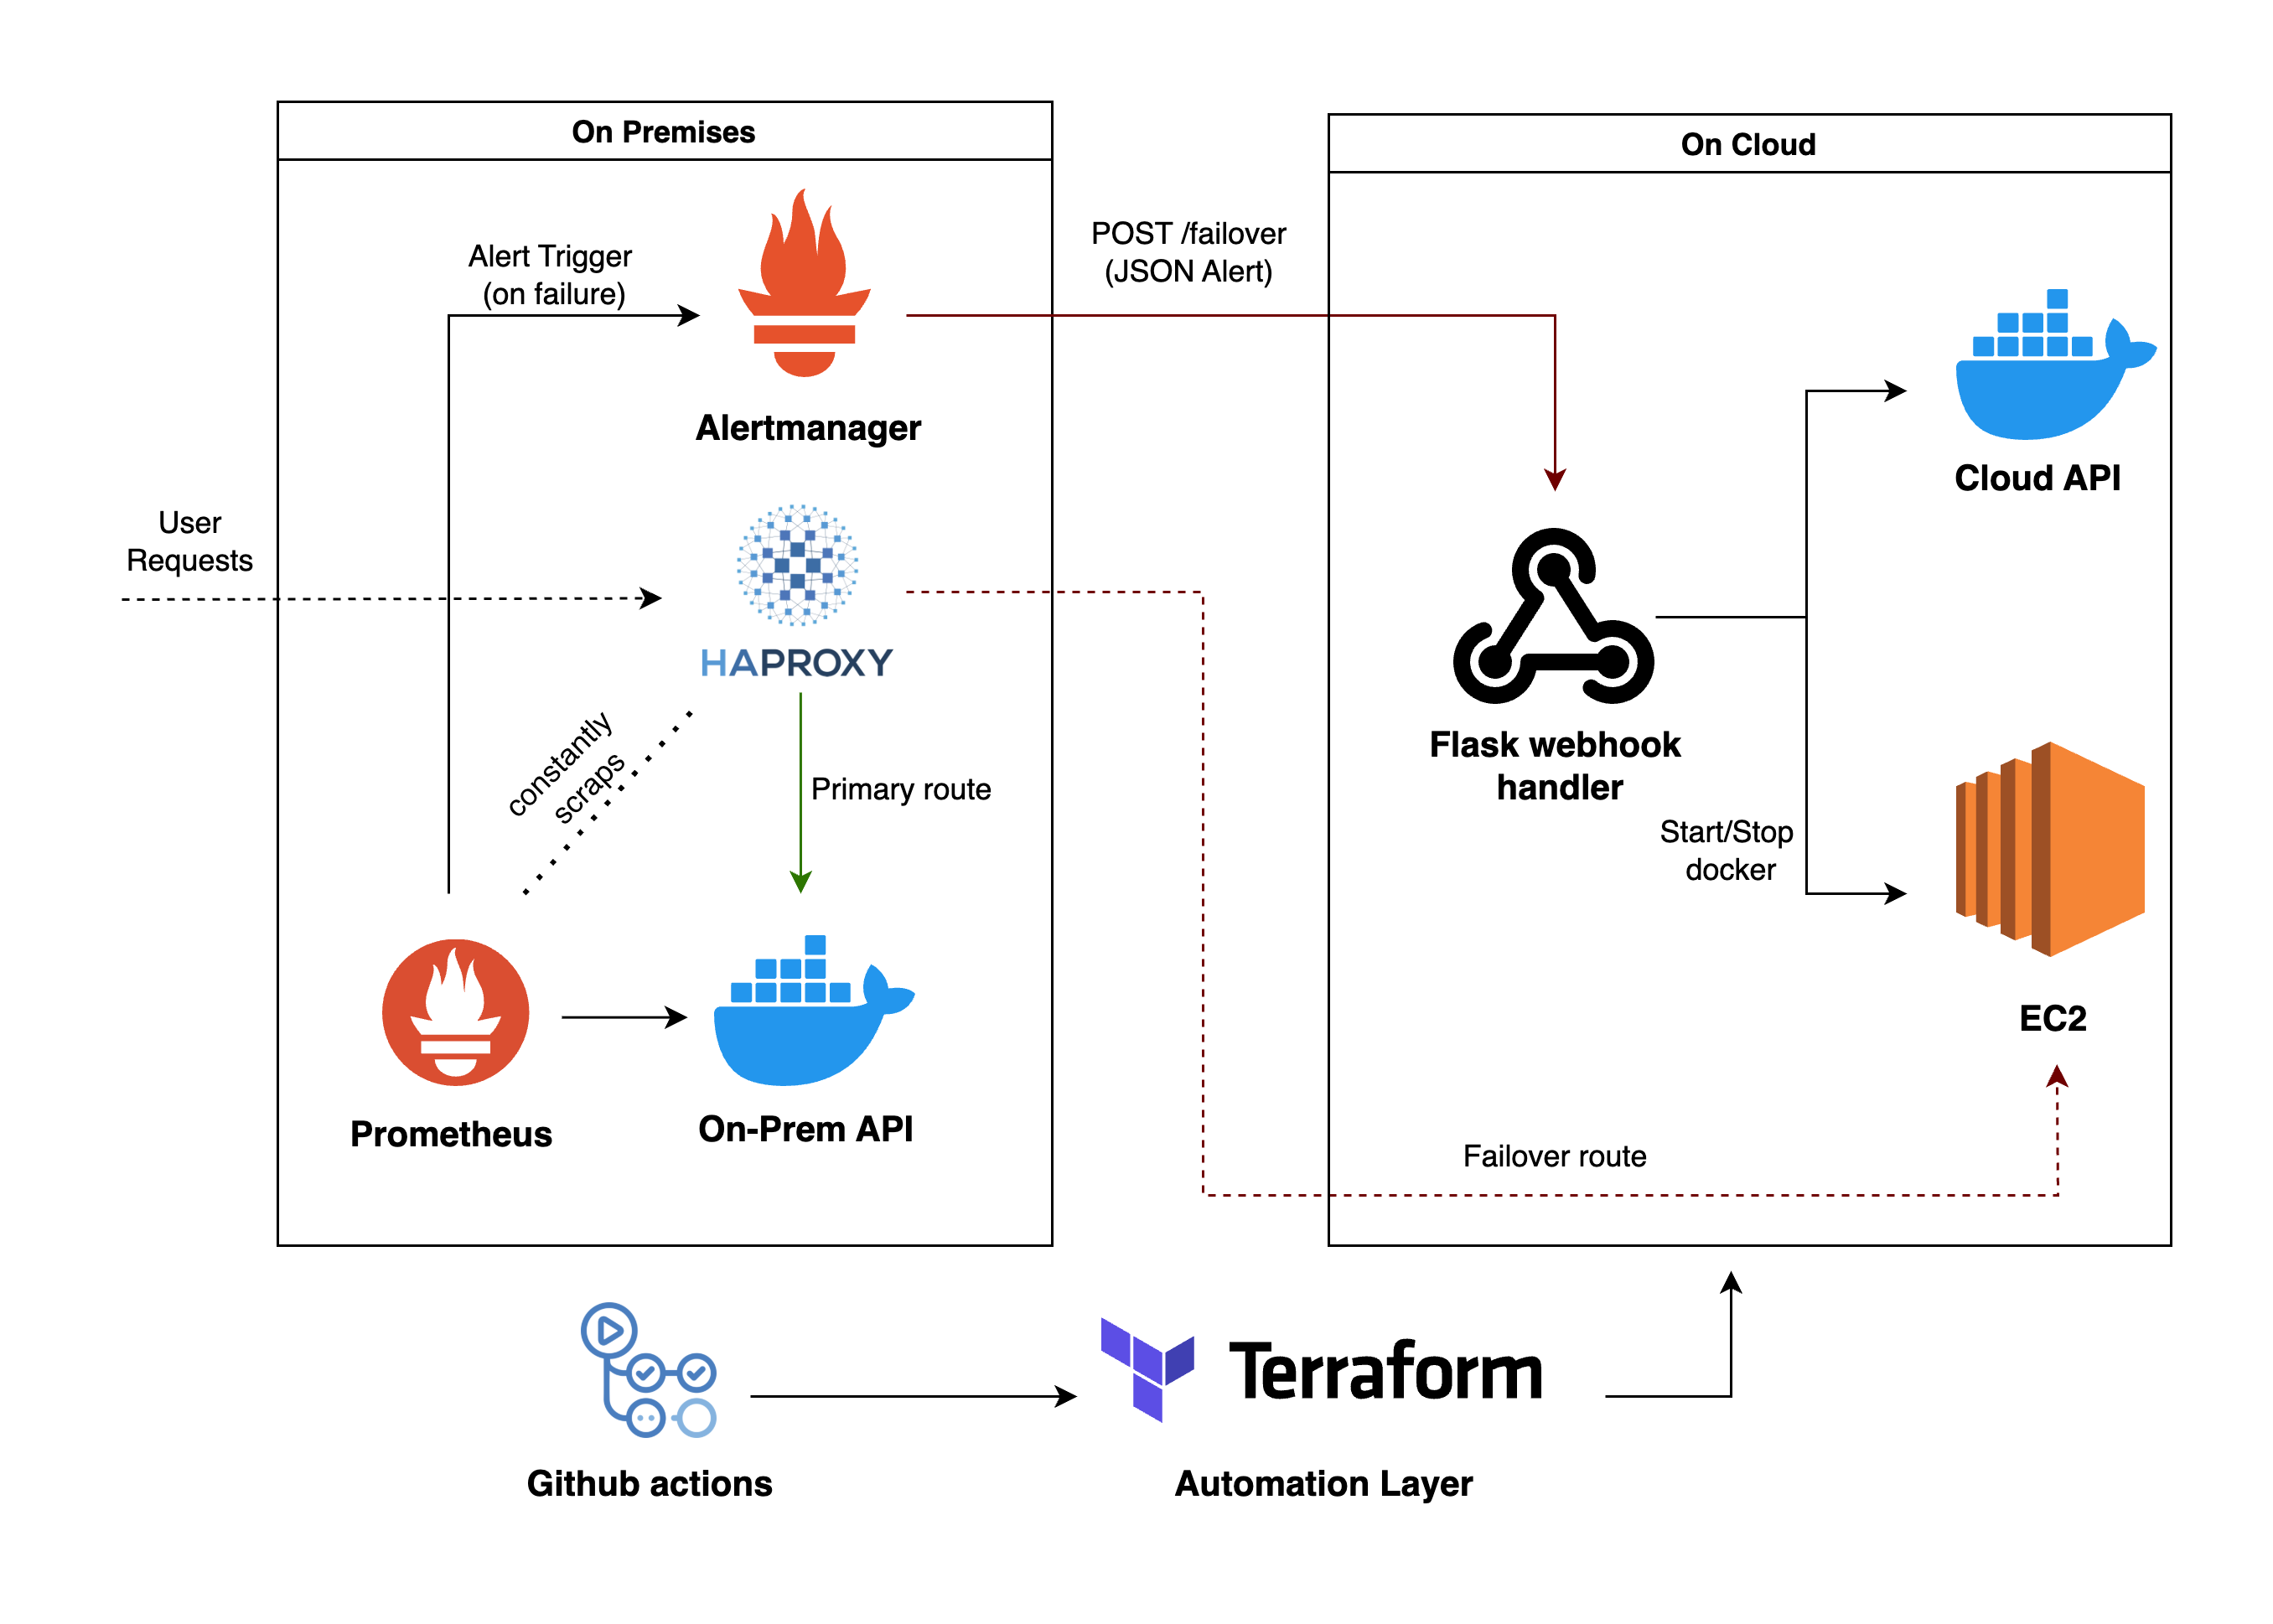 On Premises
On Cloud
Alert Trigger
(on failure)
POST /failover
(JSON Alert)
Alertmanager
Cloud API
User
Requests
HAPROXY
constantly
scraps
Primary route
Flask webhook
handler
Start/Stop
docker
Prometheus
On-Prem API
EC2
Failover route
Terraform
Github actions
Automation Layer